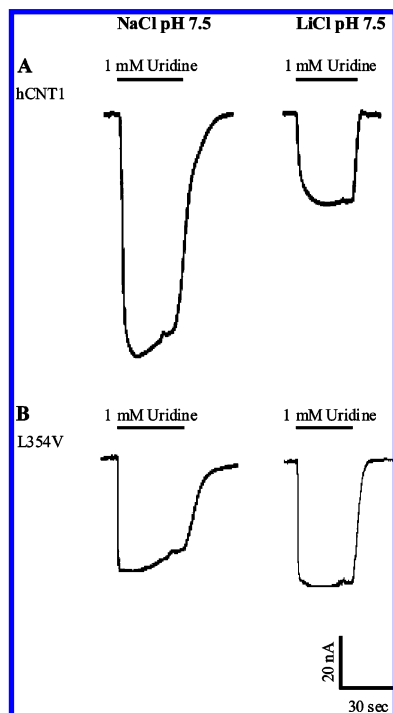 NaCl pH 7.5 LiCl pH 7.5
A 1 mM Uridine 1 mM Uridine
hCNT1
B 1 mM Uridine 1 mM Uridine
L354V
20 nA
30 sec